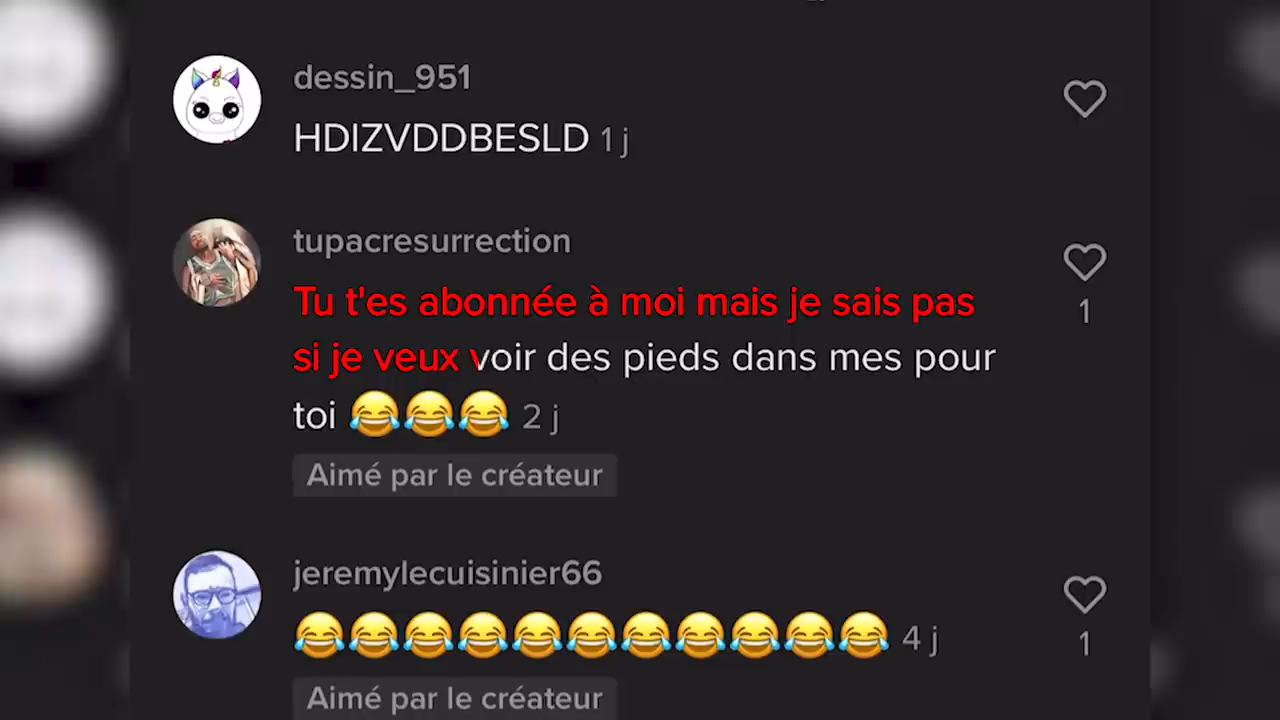 dessin_951
HDIZVDDBESLD 1 j
tupacresurrection
Tu t'es abonnée à moi mais je sais pas
si je veux voir des pieds dans mes pour
toi 😂😂😂 2 j
1
Aimé par le créateur
jeremylecuisinier66
😂😂😂😂😂😂😂😂😂😂😂 4 j
1
Aimé par le créateur